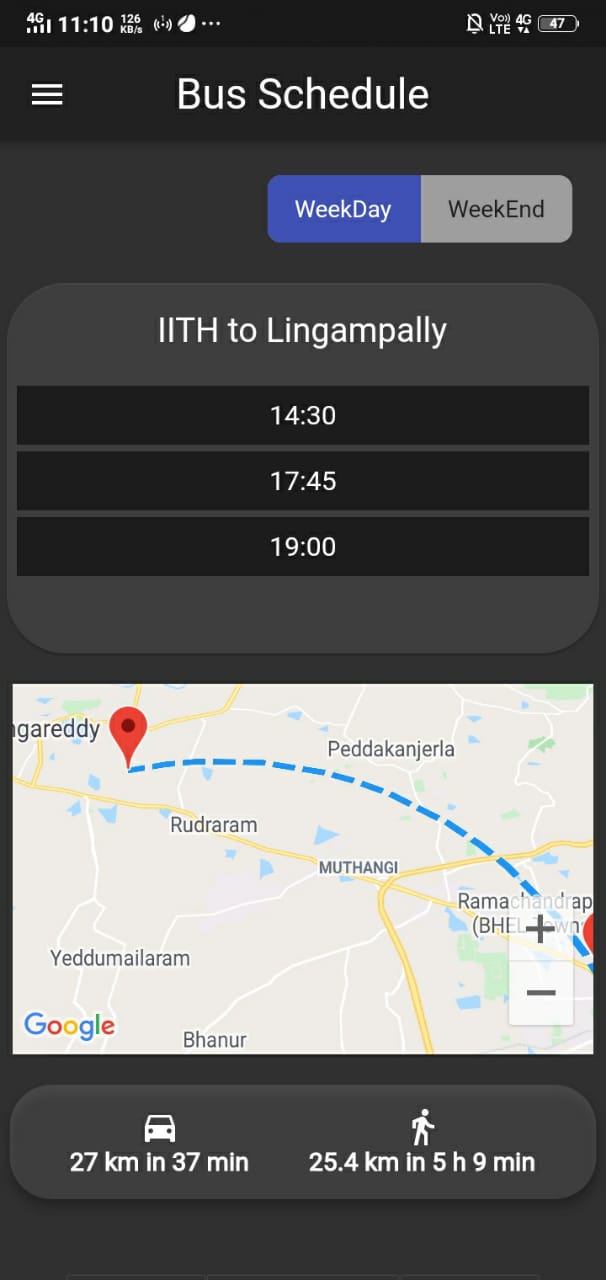 4G 11:10 126 KB/s ... Vo)) LTE 4G 47
Bus Schedule
WeekDay WeekEnd
IITH to Lingampally
14:30
17:45
19:00
ngareddy
Peddakanjerla
Rudraram
MUTHANGI
Ramachandrap
(BHEL Towns
+
Yeddumailaram
−
Google
Bhanur
27 km in 37 min 25.4 km in 5 h 9 min